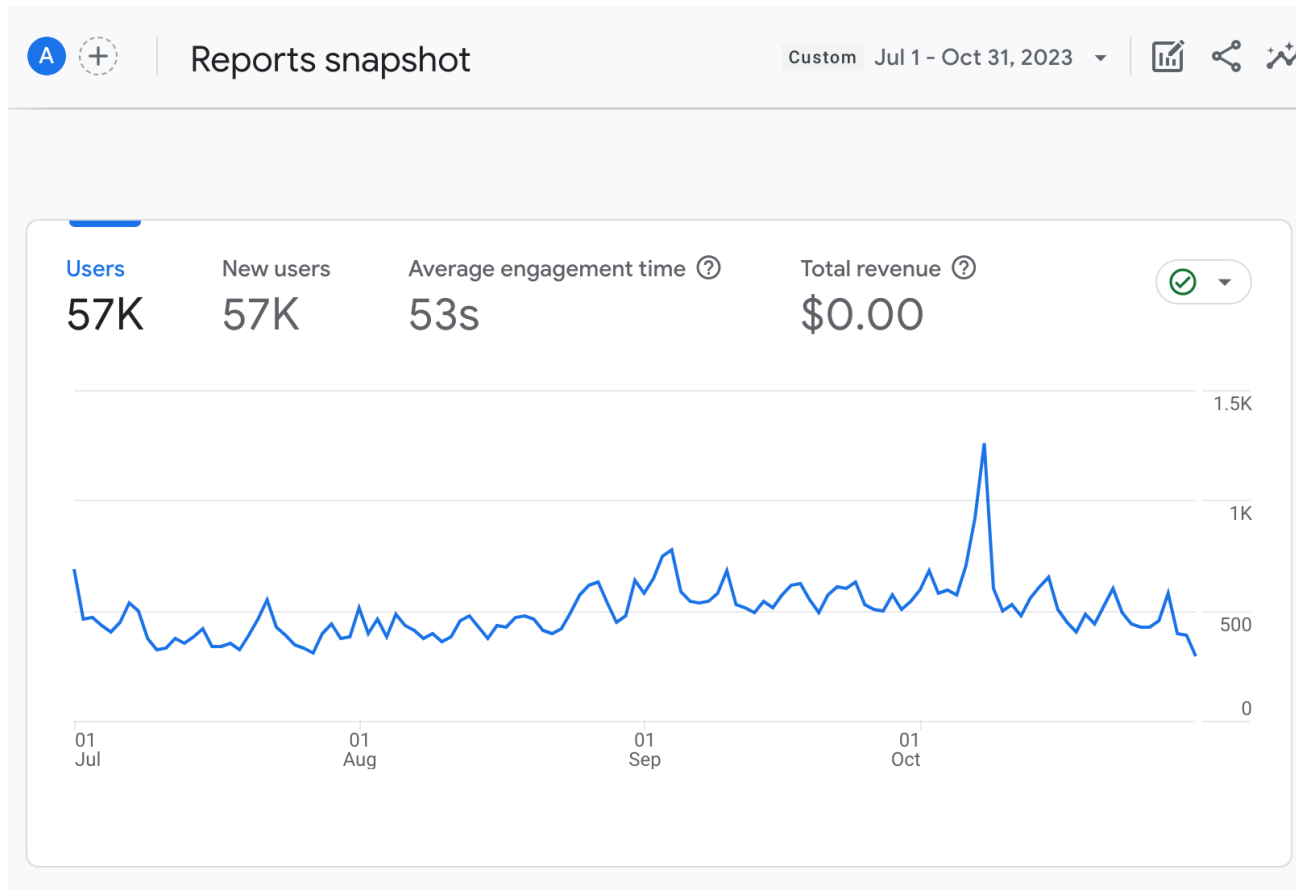 A
Reports snapshot
Custom Jul 1 - Oct 31, 2023
Users New users Average engagement time Total revenue
57K 57K 53s $0.00
1.5K
1K
500
0
01 01 01 01
Jul Aug Sep Oct